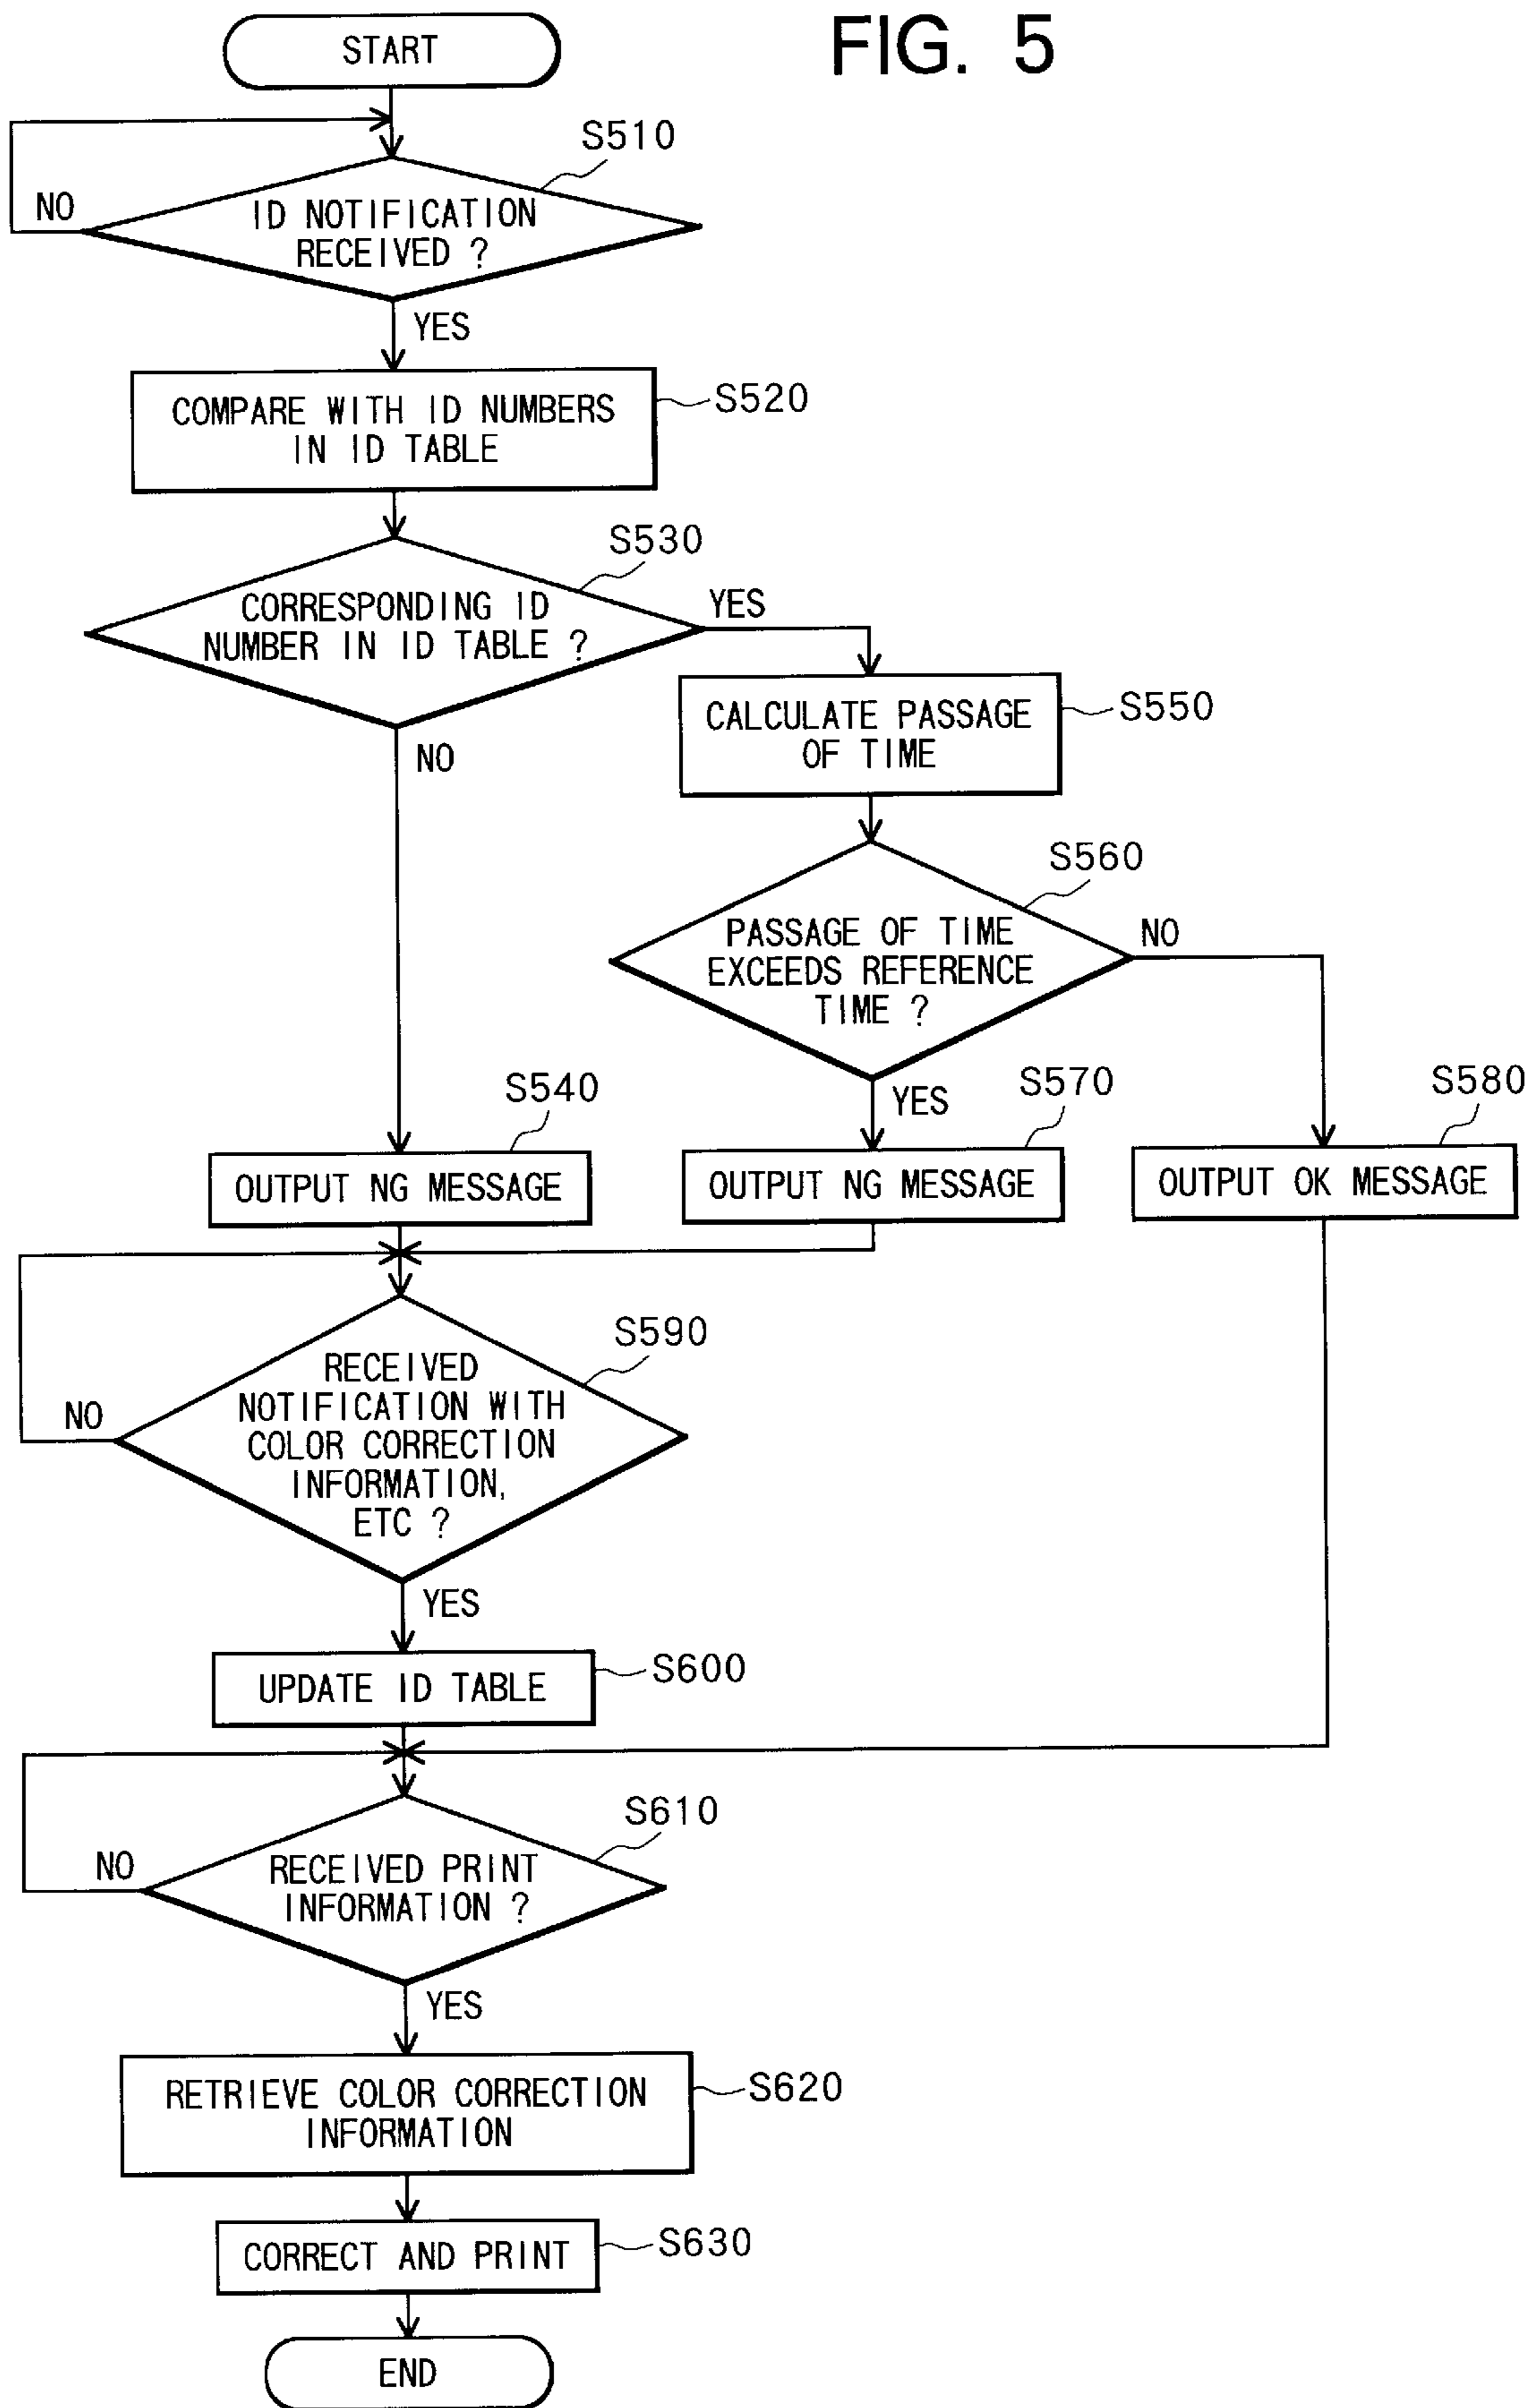 FIG. 5
START
S510
NO
ID NOTIFICATION
RECEIVED ?
YES
COMPARE WITH ID NUMBERS
IN ID TABLE
S520
S530
CORRESPONDING ID
NUMBER IN ID TABLE ?
YES
NO
CALCULATE PASSAGE
OF TIME
S550
S560
PASSAGE OF TIME
EXCEEDS REFERENCE
TIME ?
NO
YES
S540
OUTPUT NG MESSAGE
S570
OUTPUT NG MESSAGE
S580
OUTPUT OK MESSAGE
S590
RECEIVED
NOTIFICATION WITH
COLOR CORRECTION
INFORMATION,
ETC ?
NO
YES
UPDATE ID TABLE
S600
S610
NO
RECEIVED PRINT
INFORMATION ?
YES
RETRIEVE COLOR CORRECTION
INFORMATION
S620
CORRECT AND PRINT
S630
END